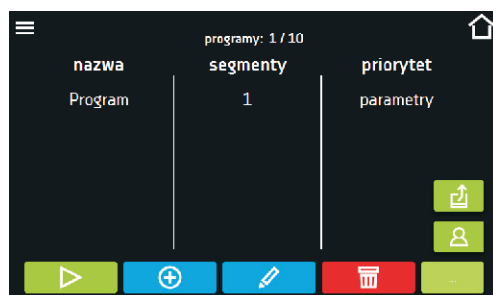 programy: 1 / 10
nazwa segmenty priorytet
Program 1 parametry
...